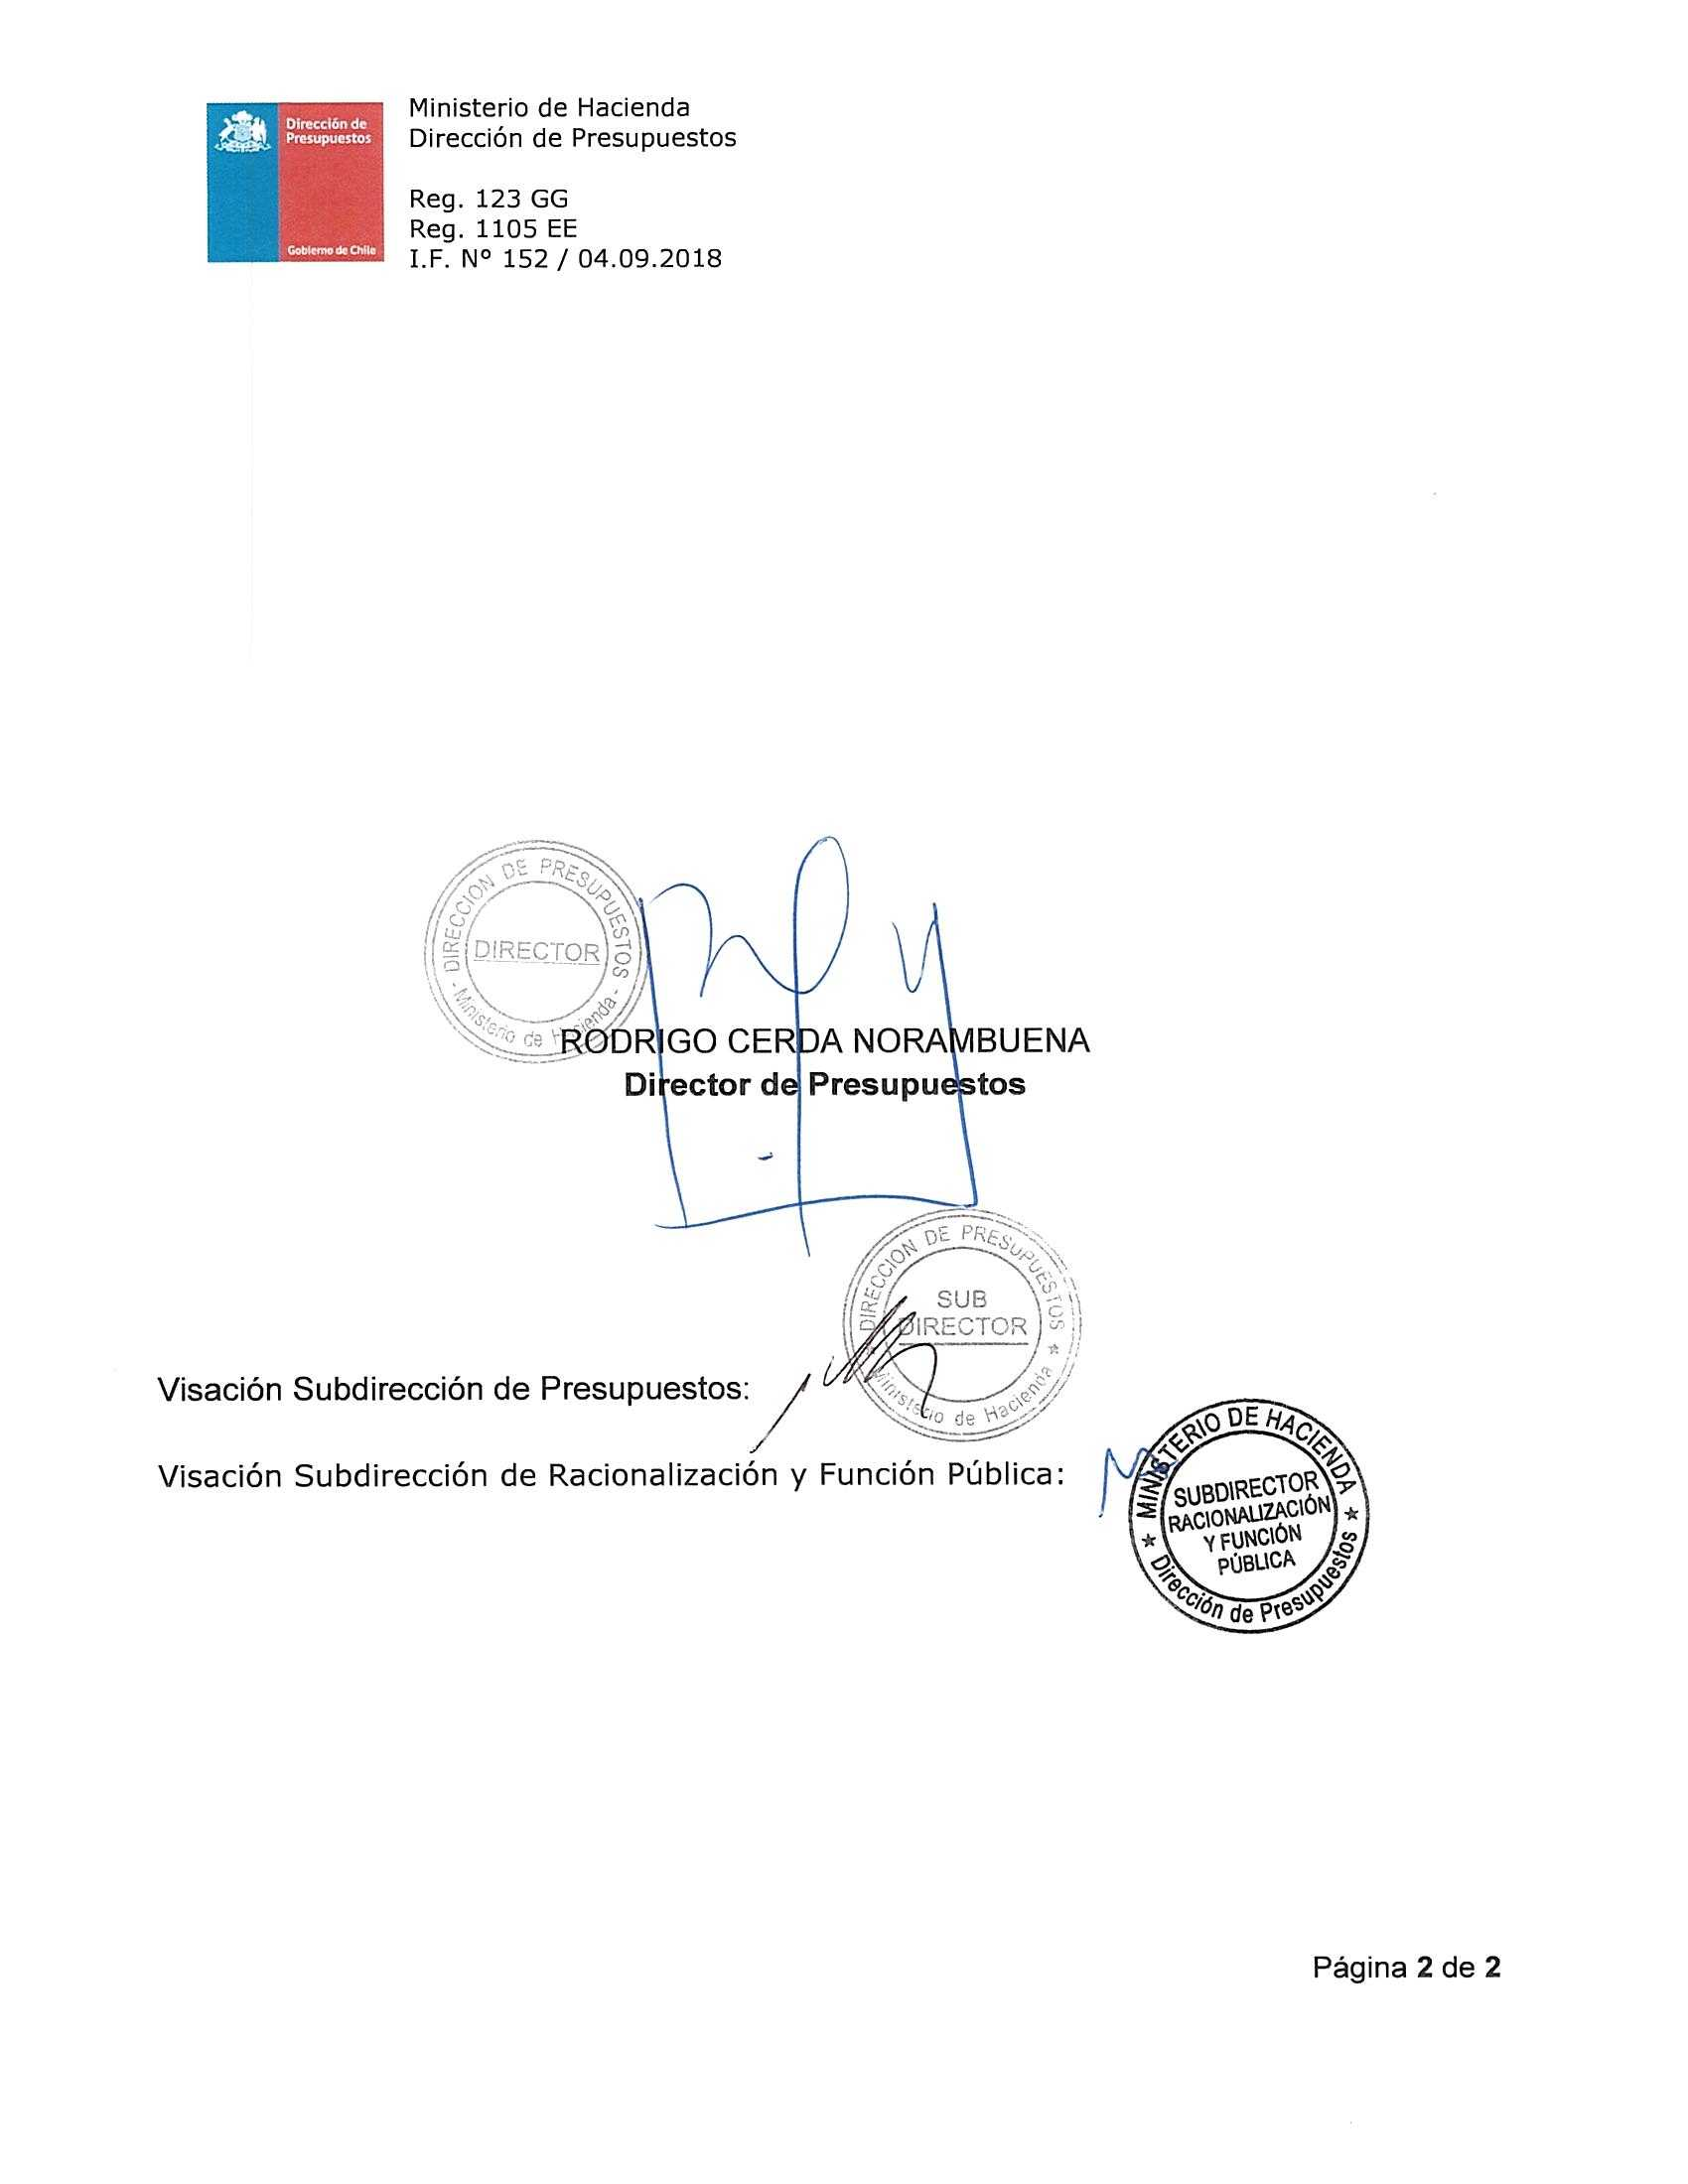 Dirección de
Presupuestos
Gobierno de Chile
Ministerio de Hacienda
Dirección de Presupuestos
Reg. 123 GG
Reg. 1105 EE
I.F. N° 152 / 04.09.2018
DIRECCION DE PRESUPUESTOS
DIRECTOR
- Ministerio de Hacienda -
RODRIGO CERDA NORAMBUENA
Director de Presupuestos
DIRECCION DE PRESUPUESTOS
SUB
DIRECTOR
Ministerio de Hacienda
Visación Subdirección de Presupuestos:
Visación Subdirección de Racionalización y Función Pública:
MINISTERIO DE HACIENDA
SUBDIRECTOR
RACIONALIZACIÓN
Y FUNCIÓN
PÚBLICA
Dirección de Presupuestos
Página 2 de 2